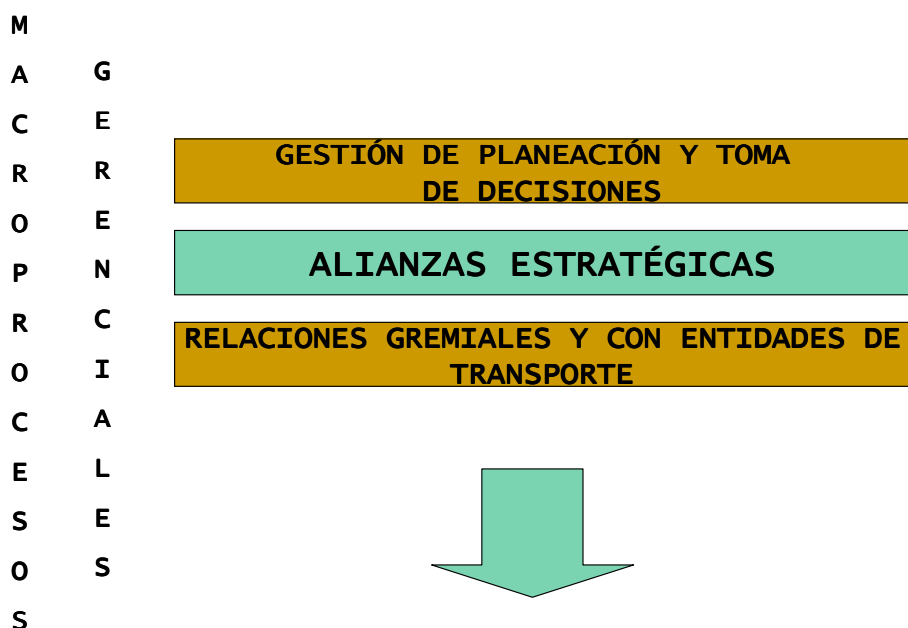 MACROPROCESOS
GERENCIALES
GESTIÓN DE PLANEACIÓN Y TOMA
DE DECISIONES
ALIANZAS ESTRATÉGICAS
RELACIONES GREMIALES Y CON ENTIDADES DE
TRANSPORTE